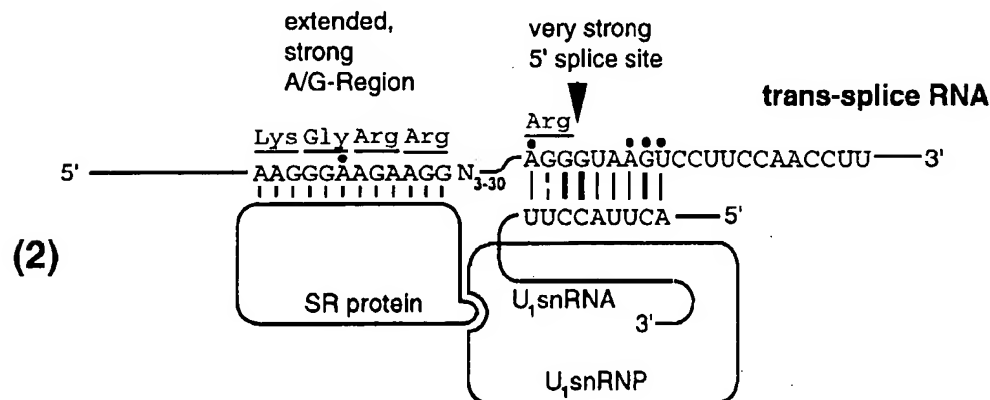 extended,
strong
A/G-Region
very strong
5' splice site
trans-splice RNA
Lys Gly Arg Arg
Arg
5'
AAGGGAAGAAGG N3-30
AGGGUAAGUCCUUCCAACCUU
3'
UUCCAUUCA
5'
(2)
SR protein
U1snRNA
3'
U1snRNP